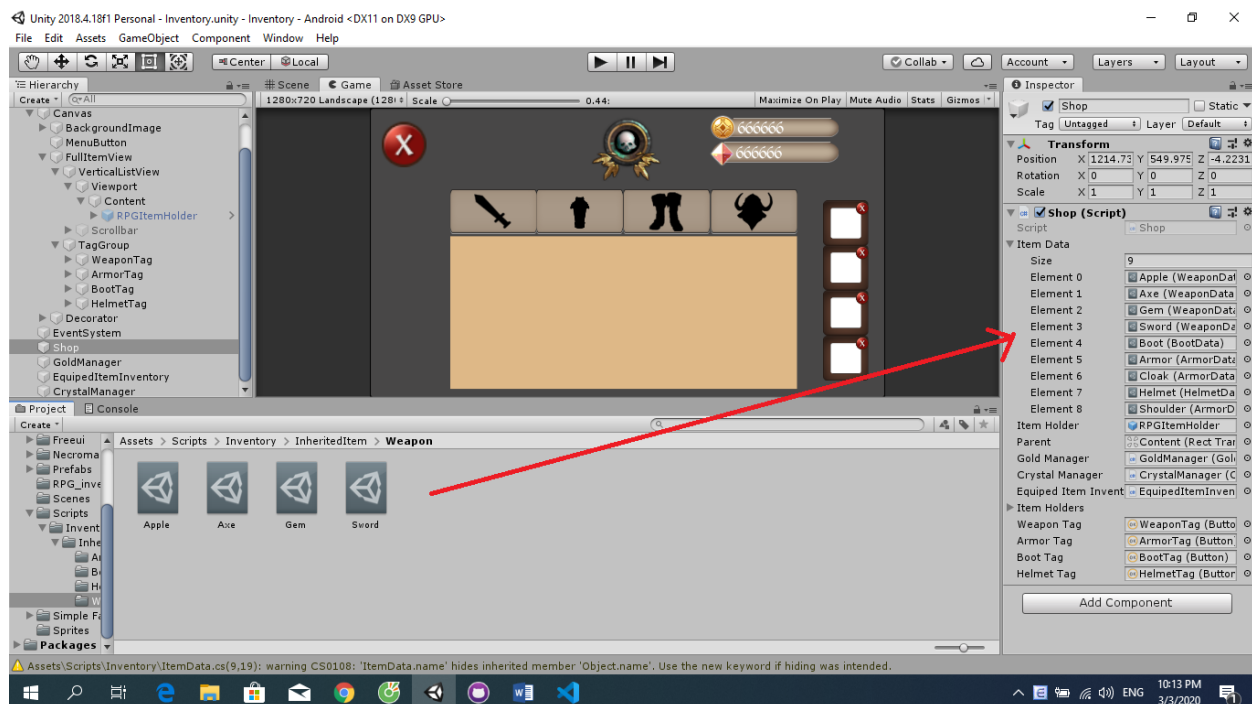 Unity 2018.4.18f1 Personal - Inventory.unity - Inventory - Android <DX11 on DX9 GPU>
File Edit Assets GameObject Component Window Help
Center Local Collab Account Layers Layout
Hierarchy
Create All
Canvas
BackgroundImage
MenuButton
FullItemView
VerticalListView
Viewport
Content
RPGItemHolder
Scrollbar
TagGroup
WeaponTag
ArmorTag
BootTag
HelmetTag
Decorator
EventSystem
Shop
GoldManager
EquipedItemInventory
CrystalManager
Scene Game Asset Store
1280x720 Landscape (128 Scale 0.44: Maximize On Play Mute Audio Stats Gizmos
666666
666666
Inspector
Shop Static
Tag Untagged Layer Default
Transform
Position X 1214.73 Y 549.975 Z -4.2231
Rotation X 0 Y 0 Z 0
Scale X 1 Y 1 Z 1
Shop (Script)
Script Shop
Item Data
Size 9
Element 0 Apple (WeaponDat
Element 1 Axe (WeaponData
Element 2 Gem (WeaponData
Element 3 Sword (WeaponDa
Element 4 Boot (BootData)
Element 5 Armor (ArmorData
Element 6 Cloak (ArmorData
Element 7 Helmet (HelmetDa
Element 8 Shoulder (ArmorD
Item Holder RPGItemHolder
Parent Content (Rect Tran
Gold Manager GoldManager (Gol
Crystal Manager CrystalManager (C
Equiped Item Invent EquipedItemInven
Item Holders
Weapon Tag WeaponTag (Butto
Armor Tag ArmorTag (Button
Boot Tag BootTag (Button)
Helmet Tag HelmetTag (Button
Add Component
Project Console
Create
Freeui
Necroma
Prefabs
RPG_inve
Scenes
Scripts
Invent
Inhe
Simple Fa
Sprites
Packages
Assets > Scripts > Inventory > InheritedItem > Weapon
Apple Axe Gem Sword
Assets\Scripts\Inventory\ItemData.cs(9,19): warning CS0108: 'ItemData.name' hides inherited member 'Object.name'. Use the new keyword if hiding was intended.
ENG 10:13 PM
3/3/2020